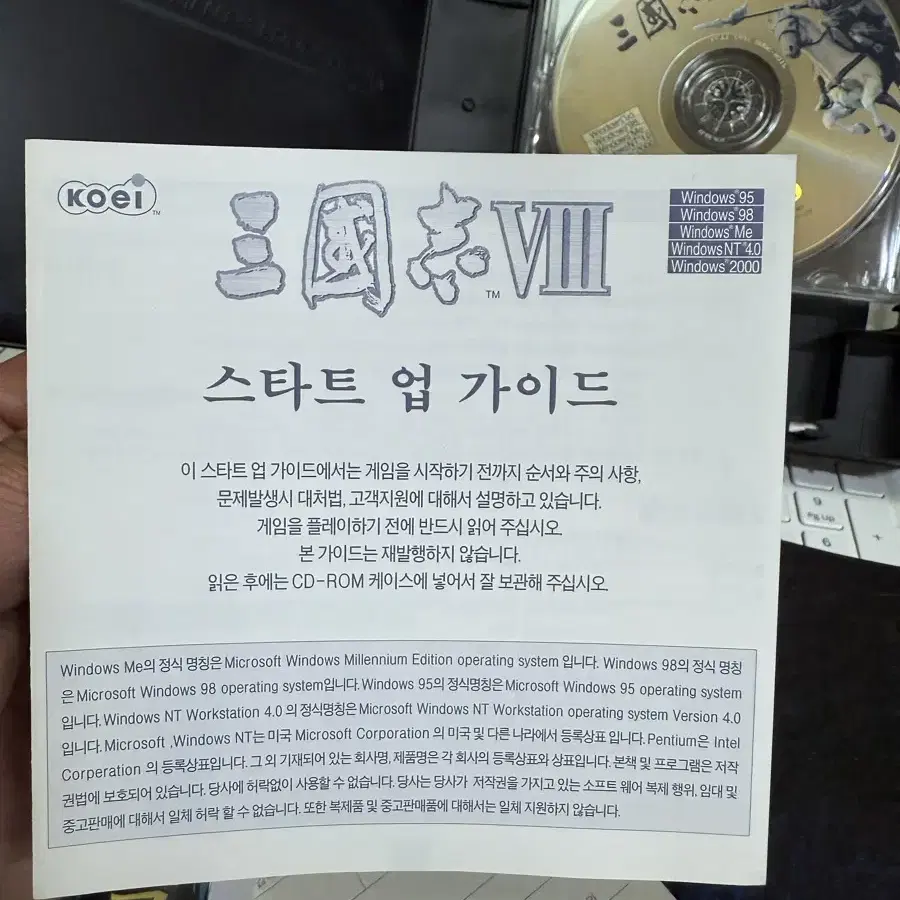 三國志
KOEI™
三國志™ VIII
Windows®95
Windows®98
Windows®Me
Windows NT®4.0
Windows®2000
스타트 업 가이드
이 스타트 업 가이드에서는 게임을 시작하기 전까지 순서와 주의 사항,
문제발생시 대처법, 고객지원에 대해서 설명하고 있습니다.
게임을 플레이하기 전에 반드시 읽어 주십시오.
본 가이드는 재발행하지 않습니다.
읽은 후에는 CD-ROM 케이스에 넣어서 잘 보관해 주십시오.
Windows Me의 정식 명칭은 Microsoft Windows Millennium Edition operating system 입니다. Windows 98의 정식 명칭
은 Microsoft Windows 98 operating system입니다. Windows 95의 정식명칭은 Microsoft Windows 95 operating system
입니다. Windows NT Workstation 4.0 의 정식명칭은 Microsoft Windows NT Workstation operating system Version 4.0
입니다. Microsoft ,Windows NT는 미국 Microsoft Corporation 의 미국 및 다른 나라에서 등록상표 입니다. Pentium은 Intel
Corperation 의 등록상표입니다. 그 외 기재되어 있는 회사명, 제품명은 각 회사의 등록상표와 상표입니다. 본책 및 프로그램은 저작
권법에 보호되어 있습니다. 당사에 허락없이 사용할 수 없습니다. 당사는 당사가 저작권을 가지고 있는 소프트 웨어 복제 행위, 임대 및
중고판매에 대해서 일체 허락 할 수 없습니다. 또한 복제품 및 중고판매품에 대해서는 일체 지원하지 않습니다.
9
pg up
6
+